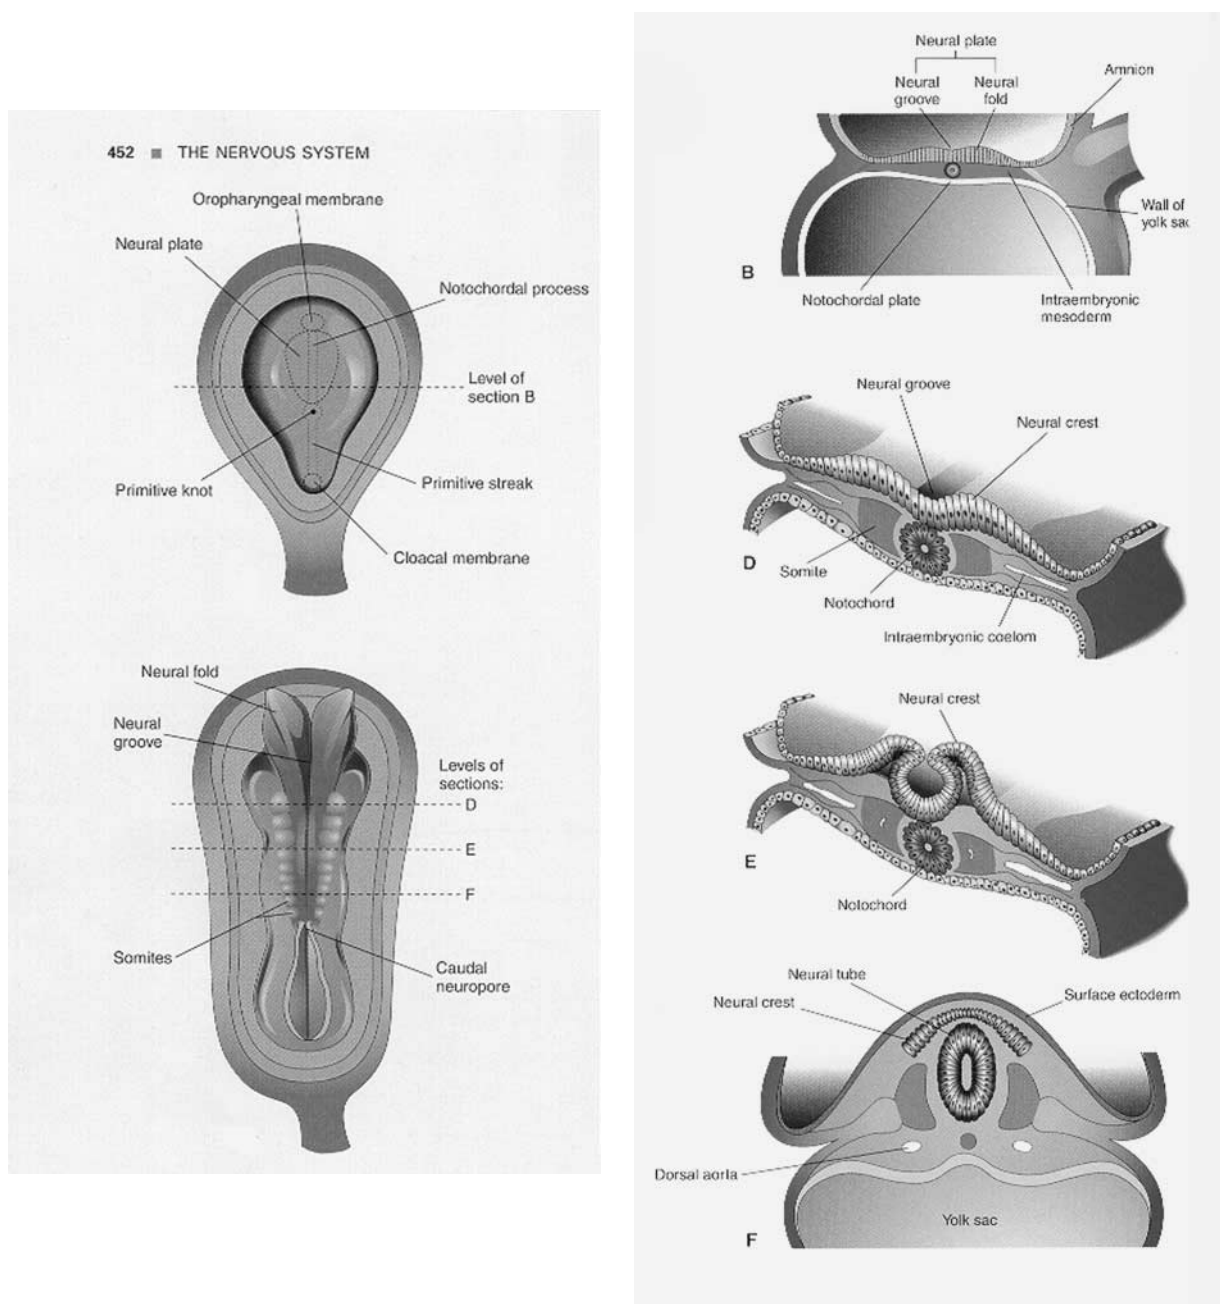 452 ■ THE NERVOUS SYSTEM
Oropharyngeal membrane
Neural plate
Notochordal process
Level of
section B
Primitive knot
Primitive streak
Cloacal membrane
Neural fold
Neural
groove
Levels of
sections:
D
E
F
Somites
Caudal
neuropore
Neural plate
Neural
groove
Neural
fold
Amnion
Wall of
yolk sac
B
Notochordal plate
Intraembryonic
mesoderm
Neural groove
Neural crest
D
Somite
Notochord
Intraembryonic coelom
Neural crest
E
Notochord
Neural tube
Neural crest
Surface ectoderm
Dorsal aorta
Yolk sac
F